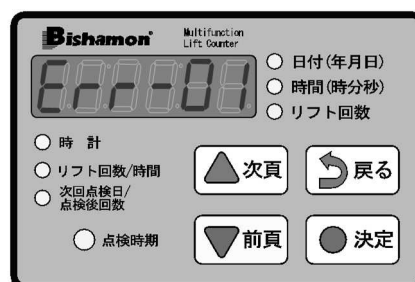 Bishamon
Multifunction
Lift Counter
Err-01
日付(年月日)
時間(時分秒)
リフト回数
時 計
リフト回数/時間
次回点検日/
点検後回数
点検時期
次頁
戻る
前頁
決定